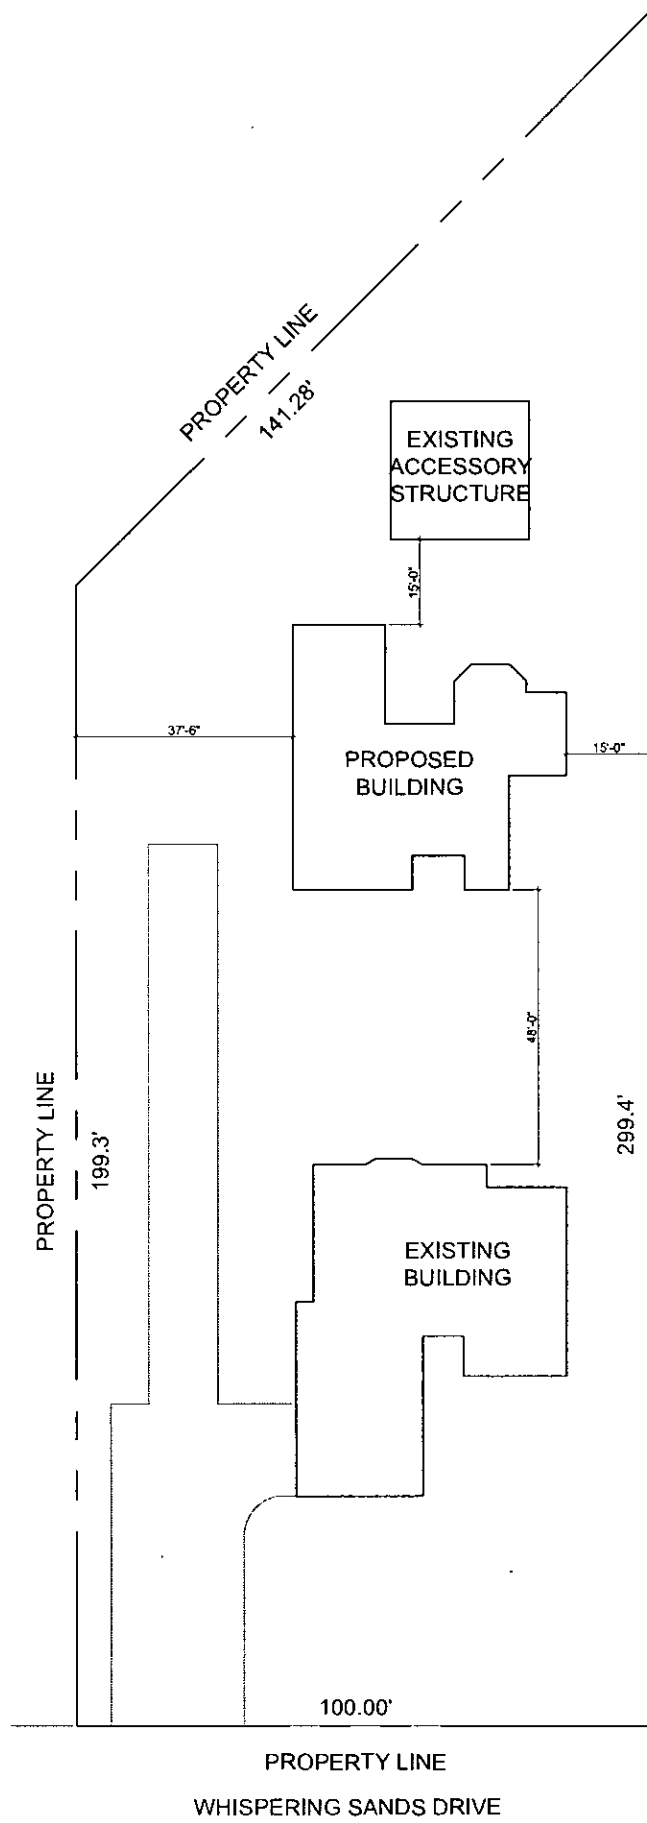 PROPERTY LINE
141.28'
EXISTING
ACCESSORY
STRUCTURE
15'-0"
37'-6"
PROPOSED
BUILDING
15'-0"
48'-0"
PROPERTY LINE
199.3'
299.4'
EXISTING
BUILDING
100.00'
PROPERTY LINE
WHISPERING SANDS DRIVE